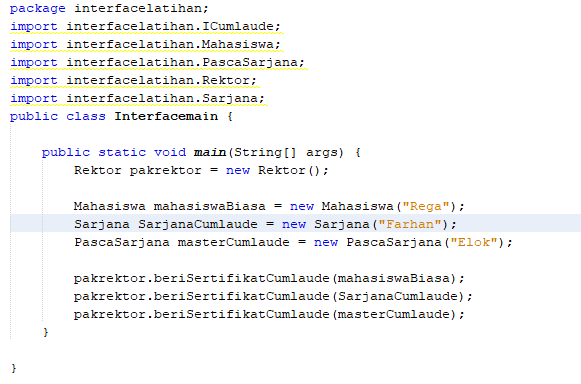 package interfacelatihan;
import interfacelatihan.ICumlaude;
import interfacelatihan.Mahasiswa;
import interfacelatihan.PascaSarjana;
import interfacelatihan.Rektor;
import interfacelatihan.Sarjana;
public class Interfacemain {
public static void main(String[] args) {
Rektor pakrektor = new Rektor();
Mahasiswa mahasiswaBiasa = new Mahasiswa("Rega");
Sarjana SarjanaCumlaude = new Sarjana("Farhan");
PascaSarjana masterCumlaude = new PascaSarjana("Elok");
pakrektor.beriSertifikatCumlaude(mahasiswaBiasa);
pakrektor.beriSertifikatCumlaude(SarjanaCumlaude);
pakrektor.beriSertifikatCumlaude(masterCumlaude);
}
}